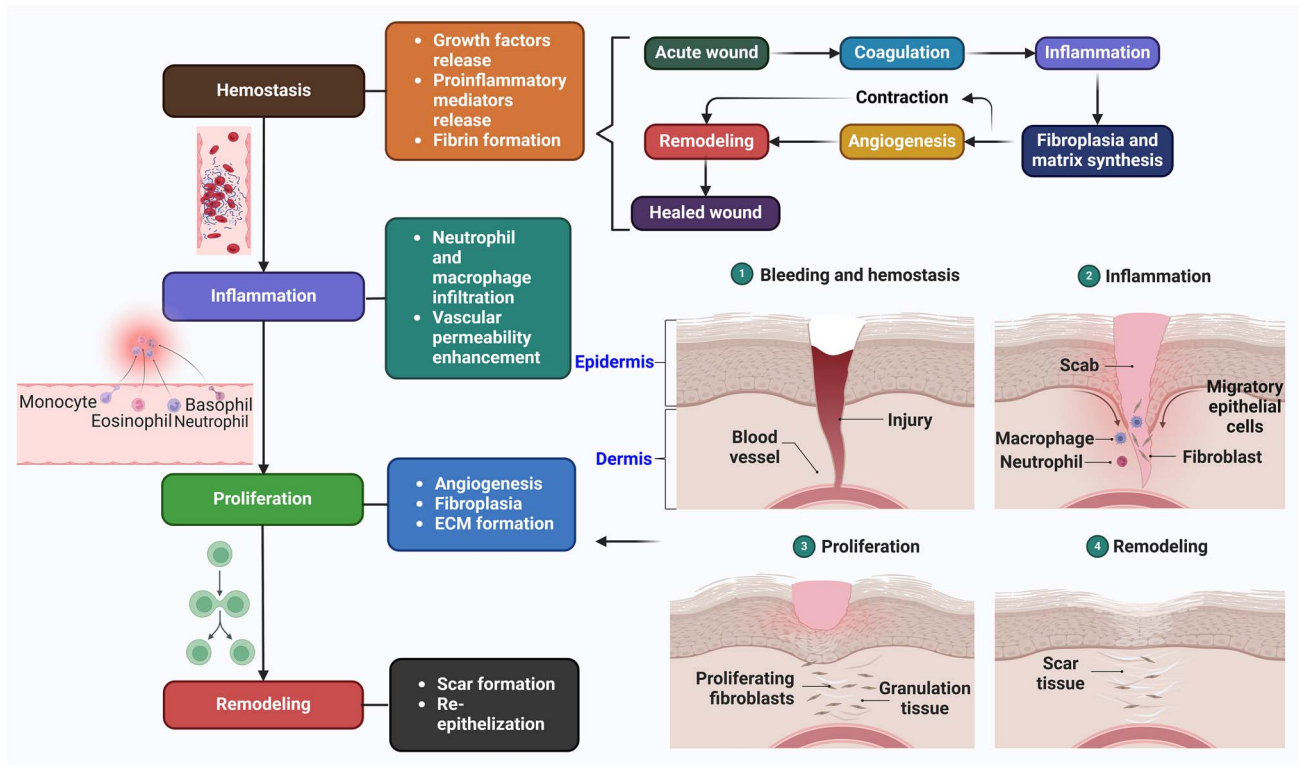 Hemostasis
• Growth factors
release
• Proinflammatory
mediators
release
• Fibrin formation
Inflammation
• Neutrophil
and
macrophage
infiltration
• Vascular
permeability
enhancement
Monocyte
Eosinophil
Basophil
Neutrophil
Proliferation
• Angiogenesis
• Fibroplasia
• ECM formation
Remodeling
• Scar formation
• Re-
epithelization
Acute wound
Coagulation
Inflammation
Contraction
Remodeling
Angiogenesis
Fibroplasia and
matrix synthesis
Healed wound
1 Bleeding and hemostasis
Epidermis
Dermis
Blood
vessel
Injury
2 Inflammation
Scab
Migratory
epithelial
cells
Macrophage
Neutrophil
Fibroblast
3 Proliferation
Proliferating
fibroblasts
Granulation
tissue
4 Remodeling
Scar
tissue